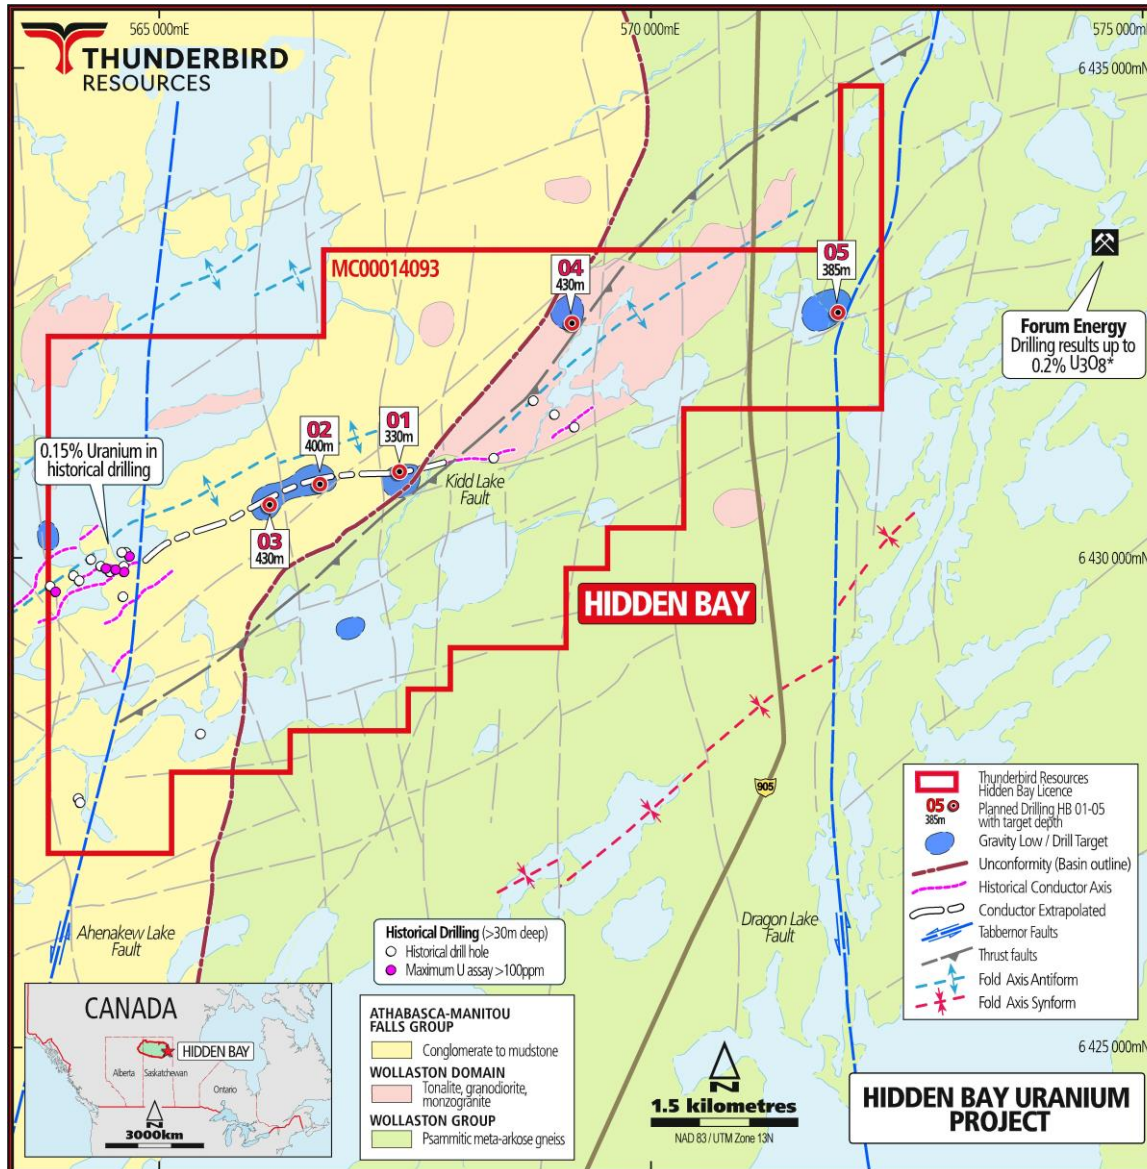 565 000mE
570 000mE
575 000mE
THUNDERBIRD
RESOURCES
6 435 000mN
MC00014093
04
430m
05
385m
Forum Energy
Drilling results up to
0.2% U3O8*
01
330m
02
400m
0.15% Uranium in
historical drilling
Kidd Lake
Fault
03
430m
6 430 000mN
HIDDEN BAY
905
Thunderbird Resources
Hidden Bay Licence
05
385m
Planned Drilling HB 01-05
with target depth
Gravity Low / Drill Target
Unconformity (Basin outline)
Historical Conductor Axis
Conductor Extrapolated
Tabbernor Faults
Thrust faults
Fold Axis Antiform
Fold Axis Synform
Ahenakew Lake
Fault
Historical Drilling (>30m deep)
Historical drill hole
Maximum U assay >100ppm
Dragon Lake
Fault
CANADA
HIDDEN BAY
Alberta
Saskatchewan
Ontario
N
3000km
ATHABASCA-MANITOU
FALLS GROUP
Conglomerate to mudstone
WOLLASTON DOMAIN
Tonalite, granodiorite,
monzogranite
WOLLASTON GROUP
Psammitic meta-arkose gneiss
N
1.5 kilometres
NAD 83 / UTM Zone 13N
6 425 000mN
HIDDEN BAY URANIUM
PROJECT